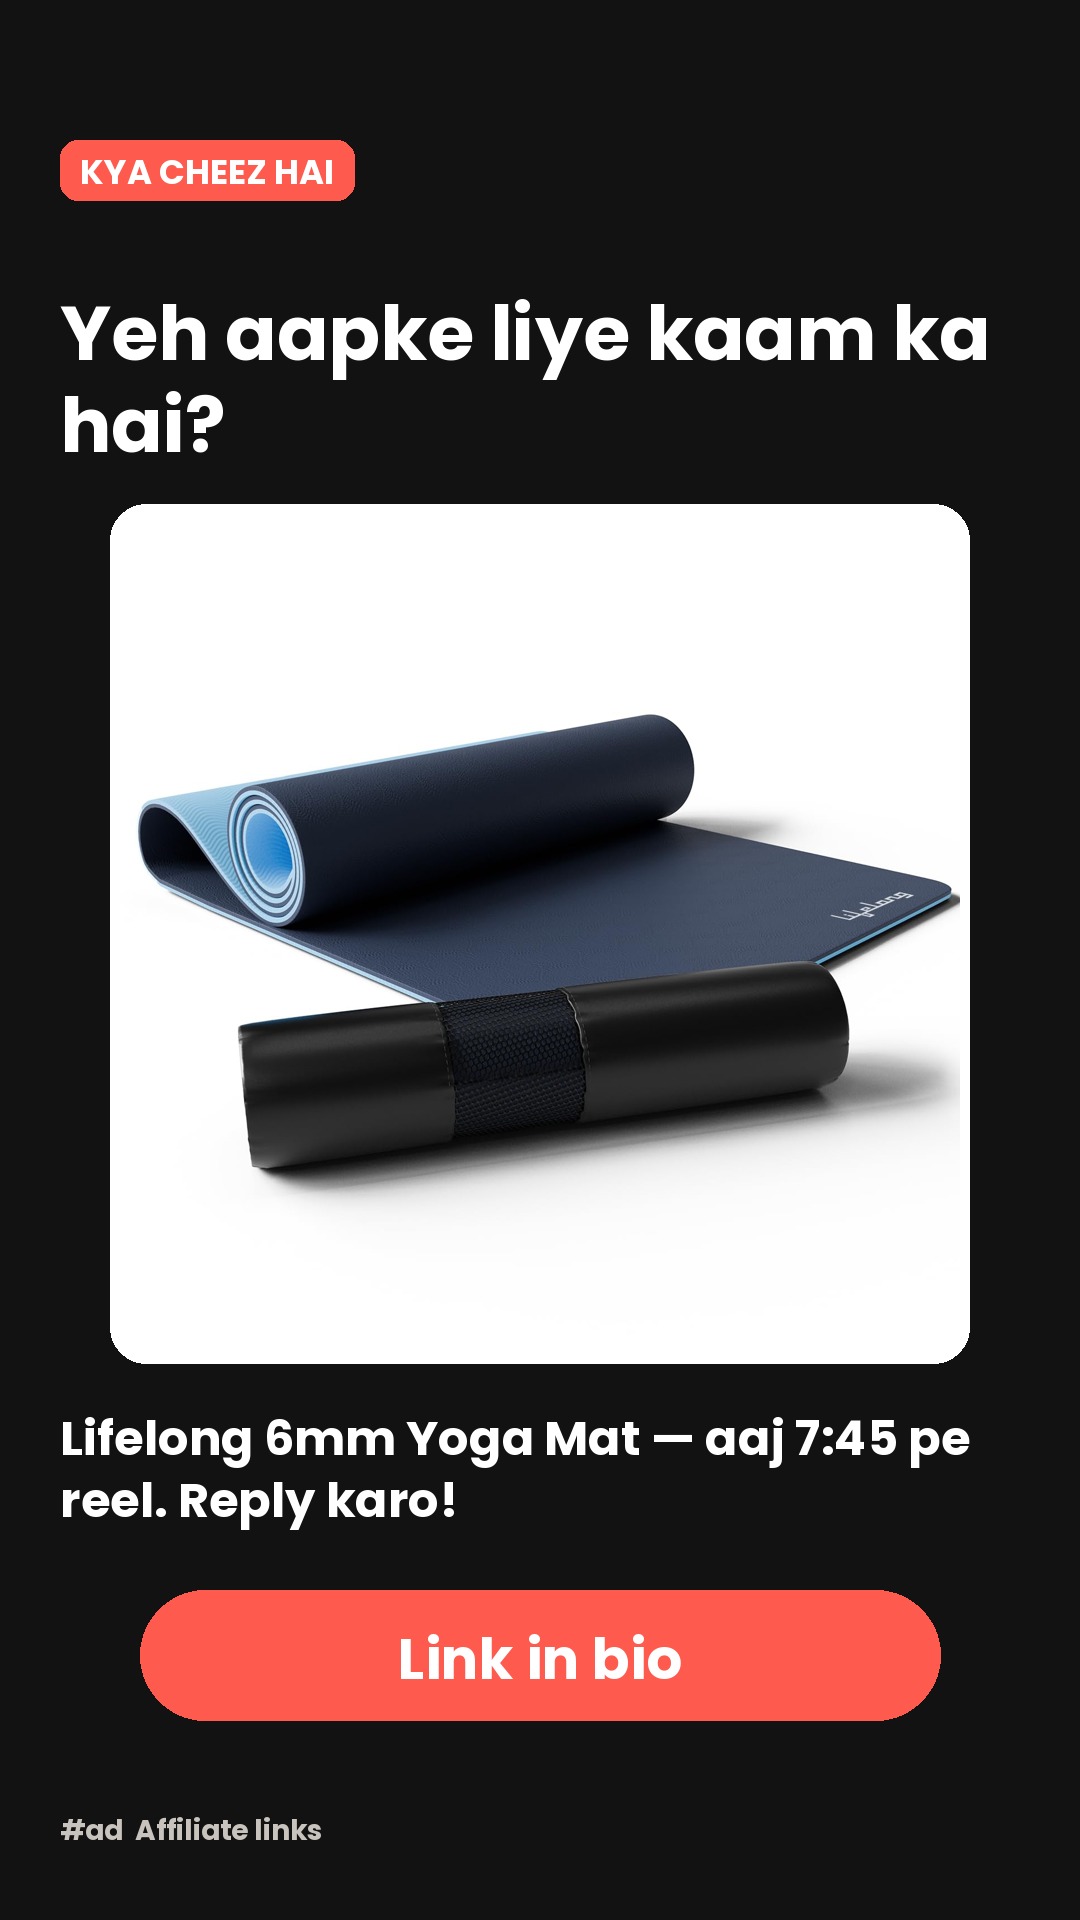 KYA CHEEZ HAI
Yeh aapke liye kaam ka
hai?
lifelong
Lifelong 6mm Yoga Mat — aaj 7:45 pe
reel. Reply karo!
Link in bio
#ad Affiliate links